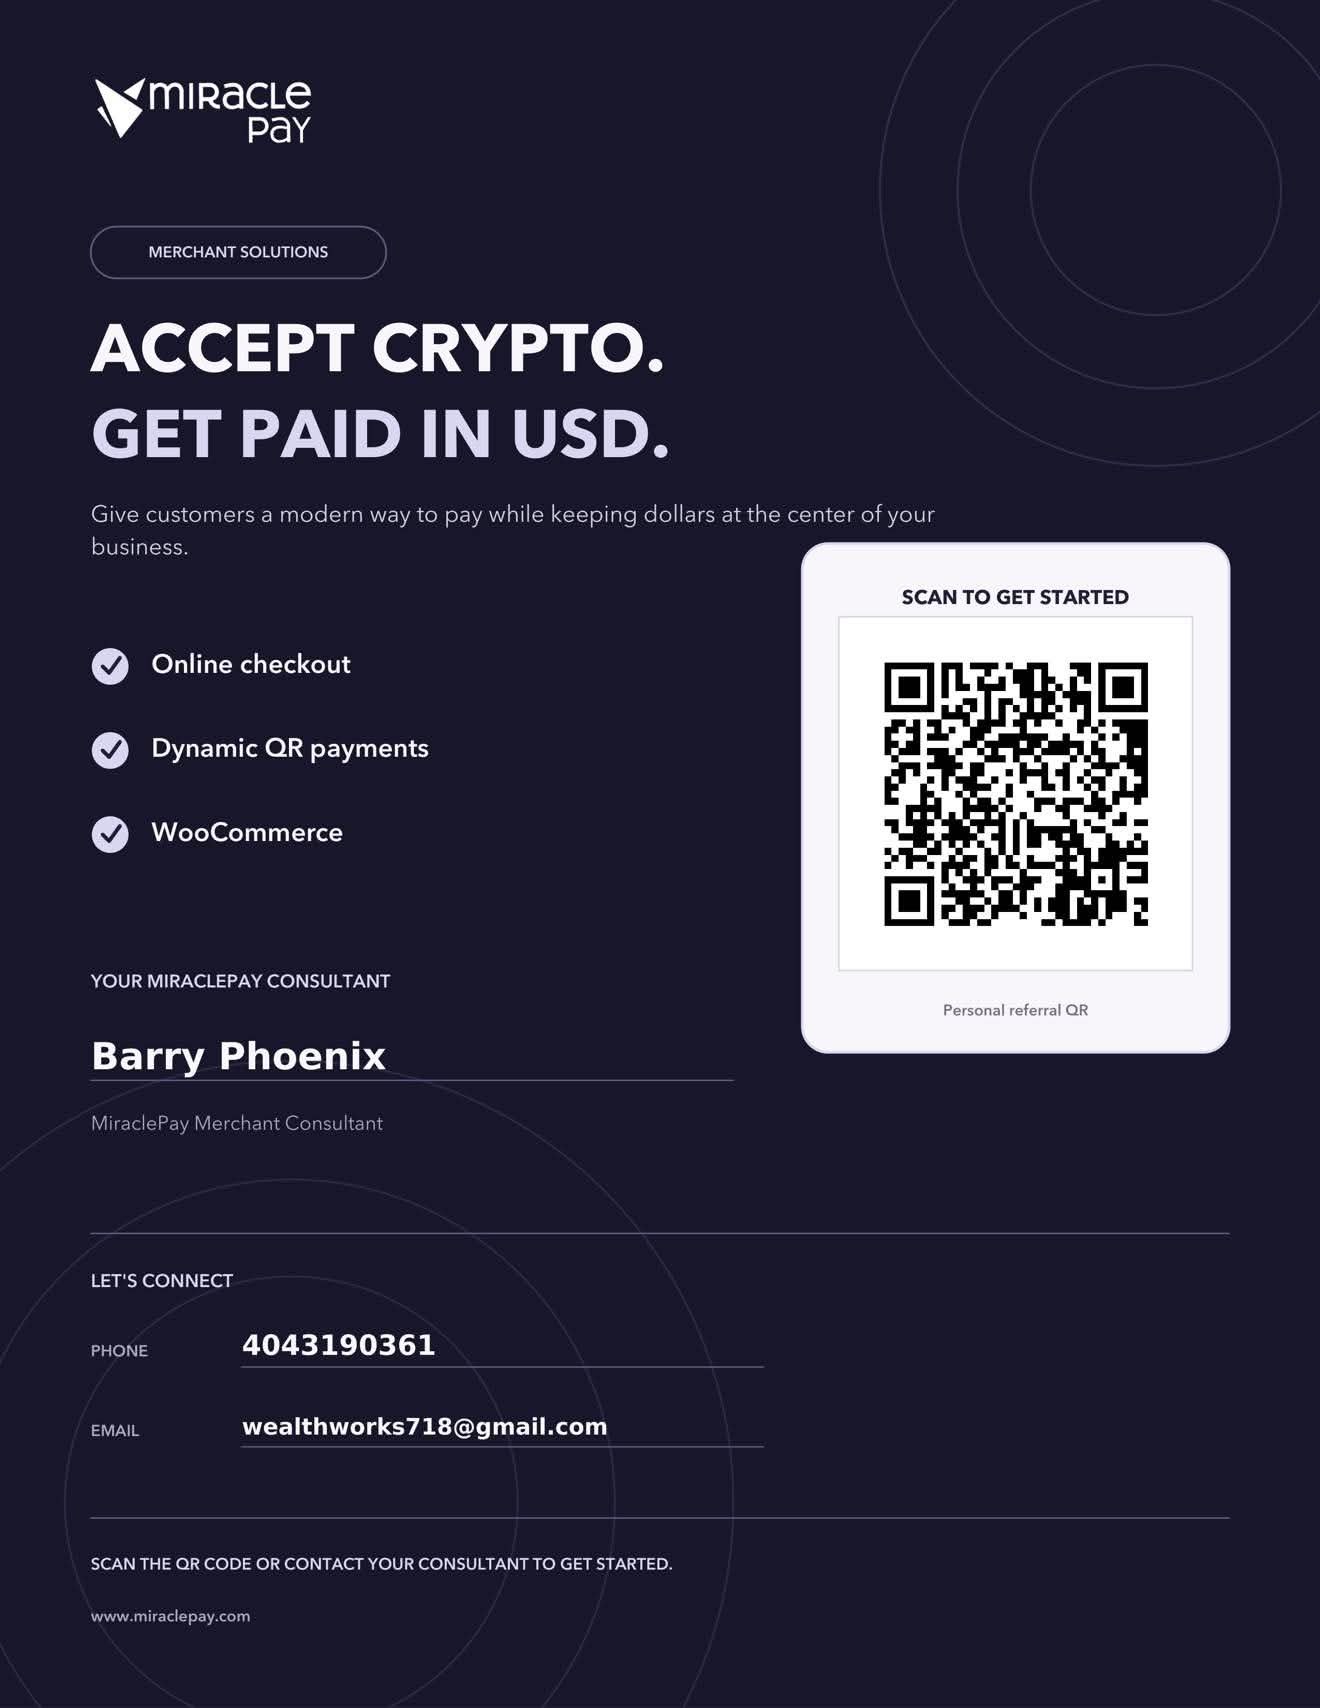 miracle
pay
MERCHANT SOLUTIONS
ACCEPT CRYPTO.
GET PAID IN USD.
Give customers a modern way to pay while keeping dollars at the center of your
business.
SCAN TO GET STARTED
Online checkout
Dynamic QR payments
WooCommerce
Personal referral QR
YOUR MIRACLEPAY CONSULTANT
Barry Phoenix
MiraclePay Merchant Consultant
LET'S CONNECT
PHONE 4043190361
EMAIL wealthworks718@gmail.com
SCAN THE QR CODE OR CONTACT YOUR CONSULTANT TO GET STARTED.
www.miraclepay.com